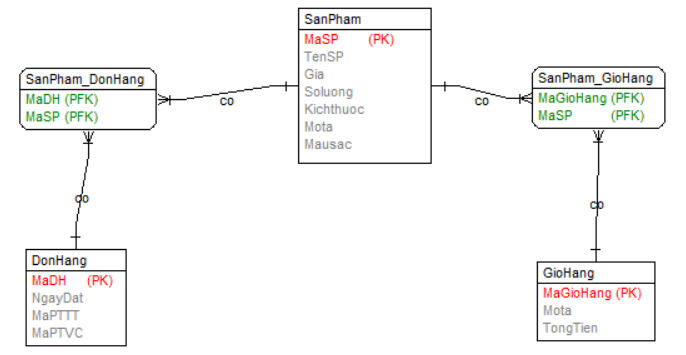 SanPham
MaSP (PK)
TenSP
Gia
Soluong
Kichthuoc
Mota
Mausac
SanPham_DonHang
MaDH (PFK)
MaSP (PFK)
co
co
SanPham_GioHang
MaGioHang (PFK)
MaSP (PFK)
co
co
DonHang
MaDH (PK)
NgayDat
MaPTTT
MaPTVC
GioHang
MaGioHang (PK)
Mota
TongTien